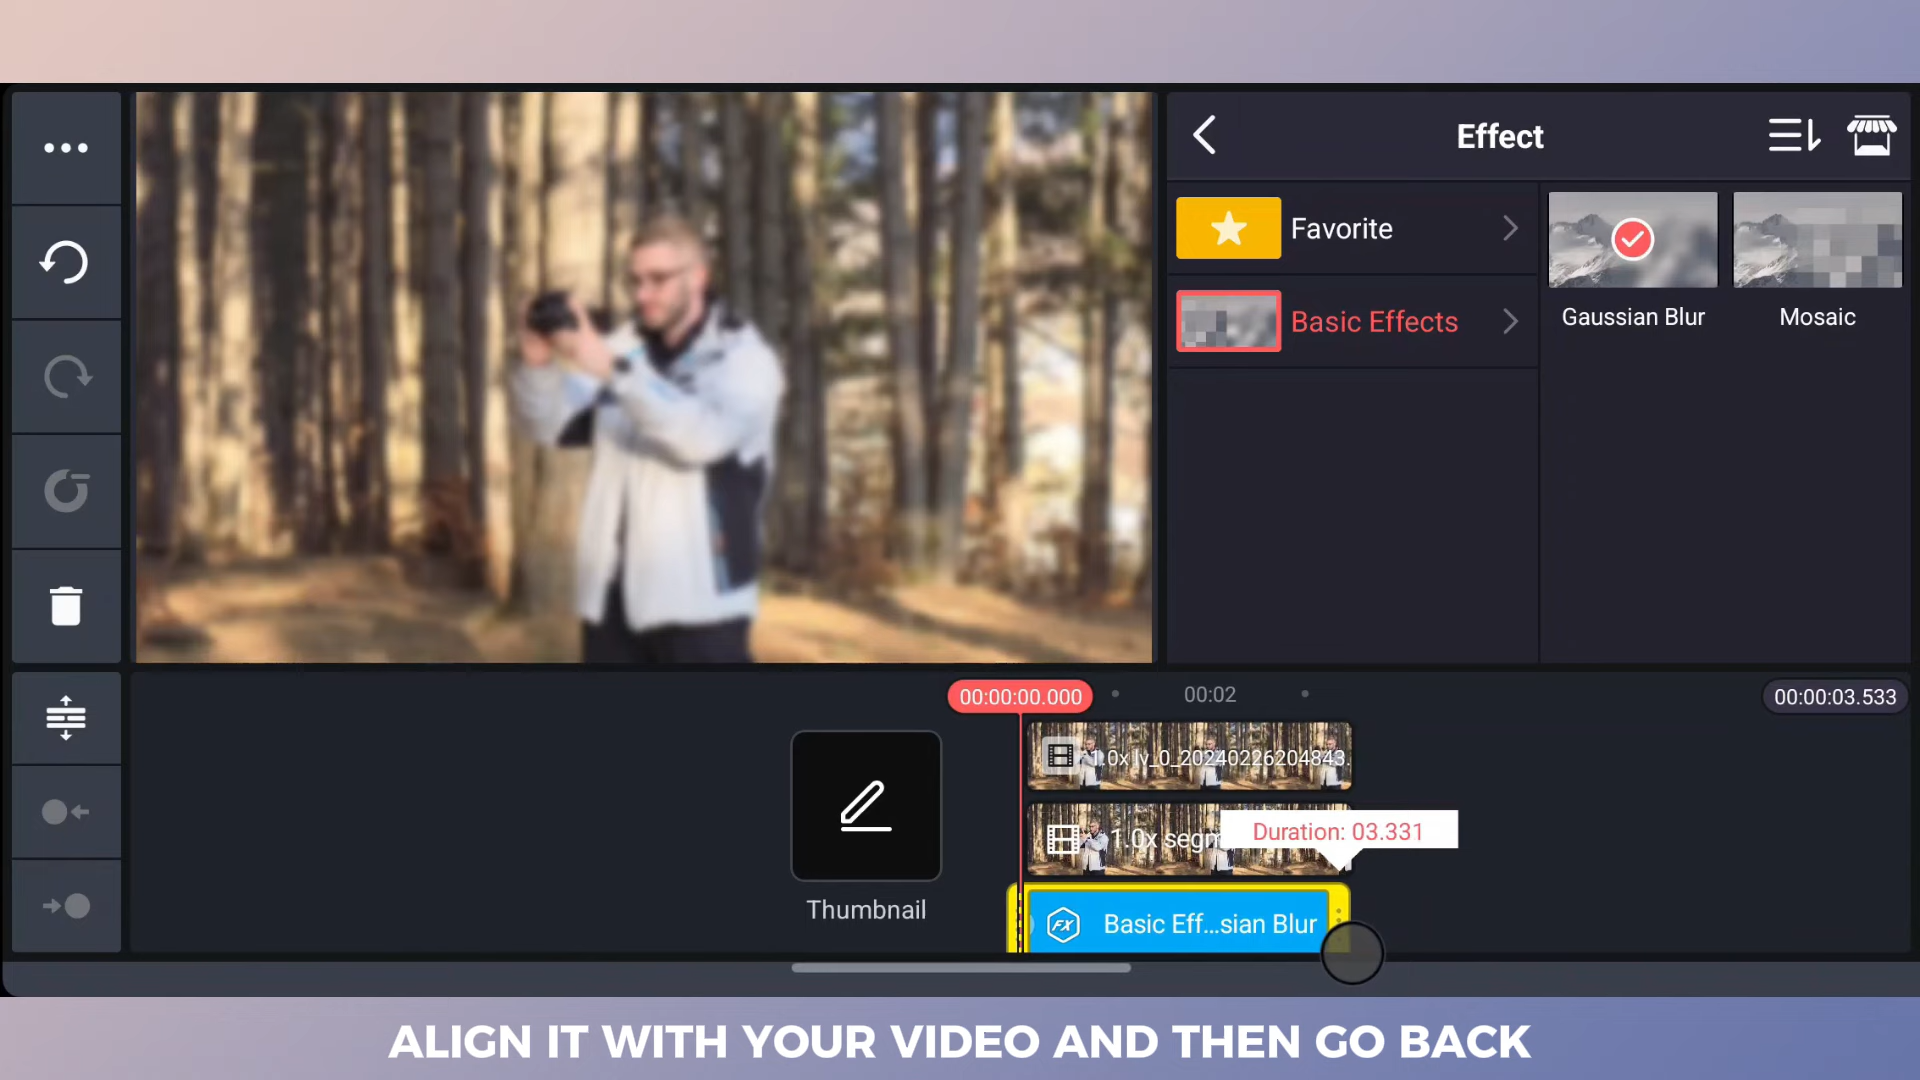 Effect
Favorite
Basic Effects
Gaussian Blur
Mosaic
00:00:00.000
00:02
00:00:03.533
1.0x lv_0_20240226204843.
1.0x segm
Duration: 03.331
Thumbnail
FX
Basic Eff...sian Blur
ALIGN IT WITH YOUR VIDEO AND THEN GO BACK